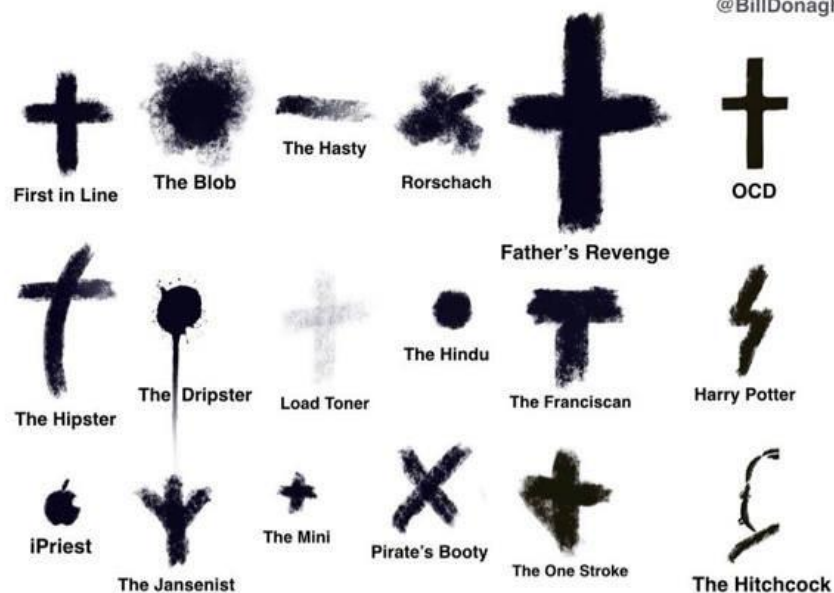 @BillDonagh
First in Line
The Blob
The Hasty
Rorschach
Father's Revenge
OCD
The Hipster
The Dripster
Load Toner
The Hindu
The Franciscan
Harry Potter
iPriest
The Jansenist
The Mini
Pirate's Booty
The One Stroke
The Hitchcock